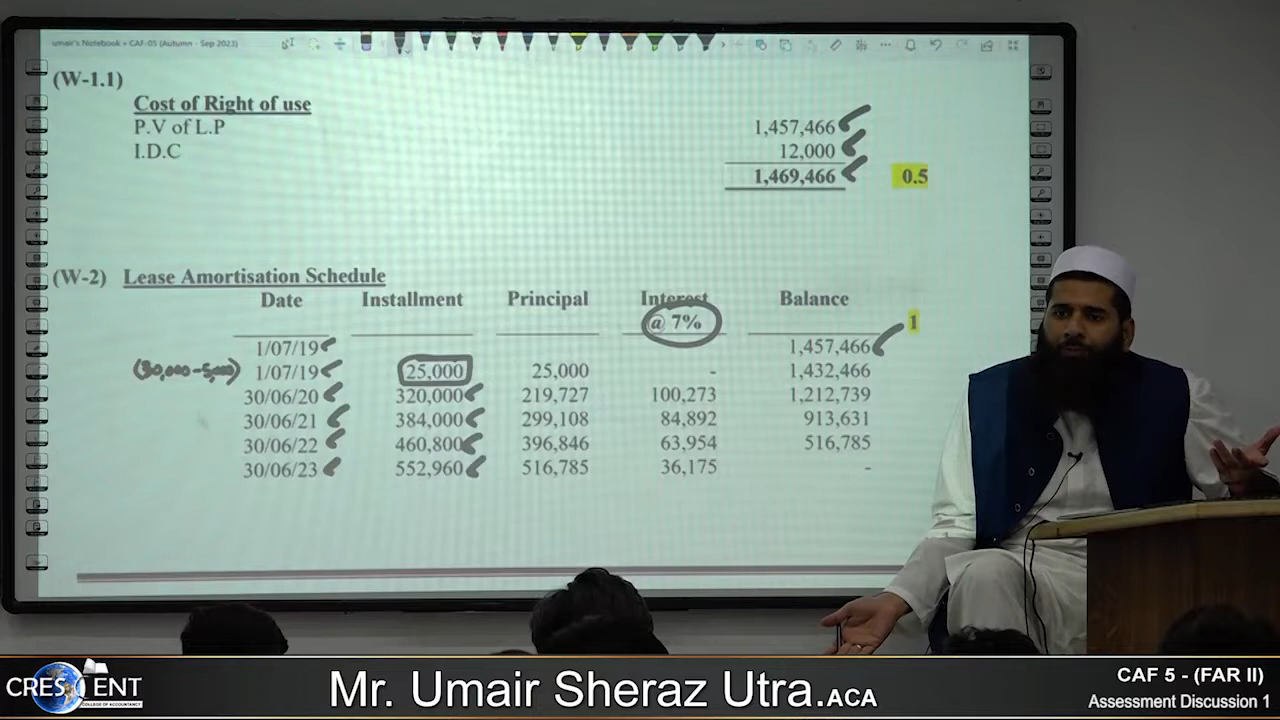 umair's Notebook » CAF-05 (Autumn - Sep 2023)
(W-1.1)
Cost of Right of use
P.V of L.P 1,457,466
I.D.C 12,000
1,469,466 0.5
(W-2) Lease Amortisation Schedule
Date Installment Principal Interest Balance
@ 7% 1
1/07/19 1,457,466
(30,000-5,000) 1/07/19 25,000 25,000 - 1,432,466
30/06/20 320,000 219,727 100,273 1,212,739
30/06/21 384,000 299,108 84,892 913,631
30/06/22 460,800 396,846 63,954 516,785
30/06/23 552,960 516,785 36,175 -
CRESCENT
COLLEGE OF ACCOUNTANCY
Mr. Umair Sheraz Utra.ACA
CAF 5 - (FAR II)
Assessment Discussion 1